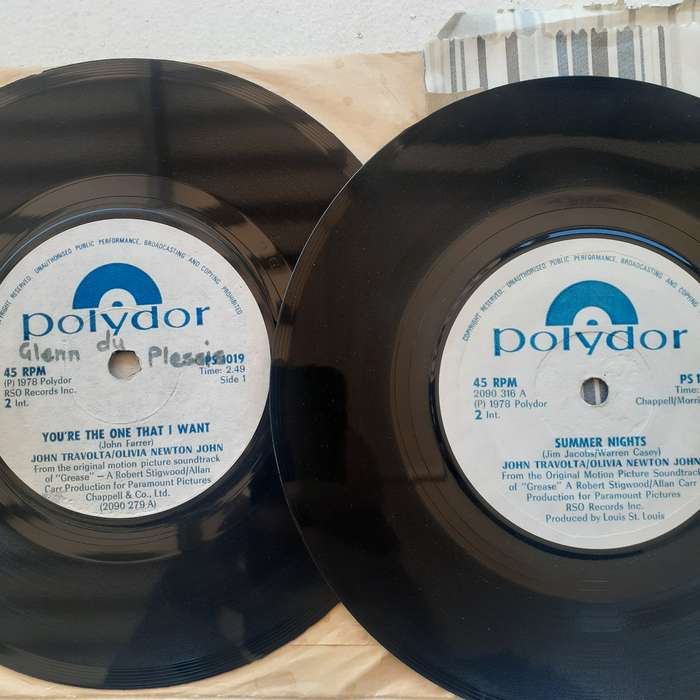 COPYRIGHT RESERVED. UNAUTHORISED PUBLIC PERFORMANCE, BROADCASTING AND COPYING PROHIBITED
polydor
Glenn du Plessis
45 RPM
(P) 1978 Polydor
RSO Records Inc.
2 Int.
PS 1019
Time: 2.49
Side 1
YOU'RE THE ONE THAT I WANT
(John Farrer)
JOHN TRAVOLTA/OLIVIA NEWTON JOHN
From the original motion picture soundtrack
of "Grease" — A Robert Stigwood/Allan
Carr Production for Paramount Pictures
Chappell & Co., Ltd.
(2090 279 A)
COPYRIGHT RESERVED. UNAUTHORISED PUBLIC PERFORMANCE, BROADCASTING AND COPYING
polydor
45 RPM
2090 316 A
(P) 1978 Polydor
2 Int.
PS 1
Time:
Chappell/Morri
SUMMER NIGHTS
(Jim Jacobs/Warren Casey)
JOHN TRAVOLTA/OLIVIA NEWTON JOHN
From the Original Motion Picture Soundtrack
of "Grease" A Robert Stigwood/Allan Carr
Production for Paramount Pictures
RSO Records Inc.
Produced by Louis St. Louis